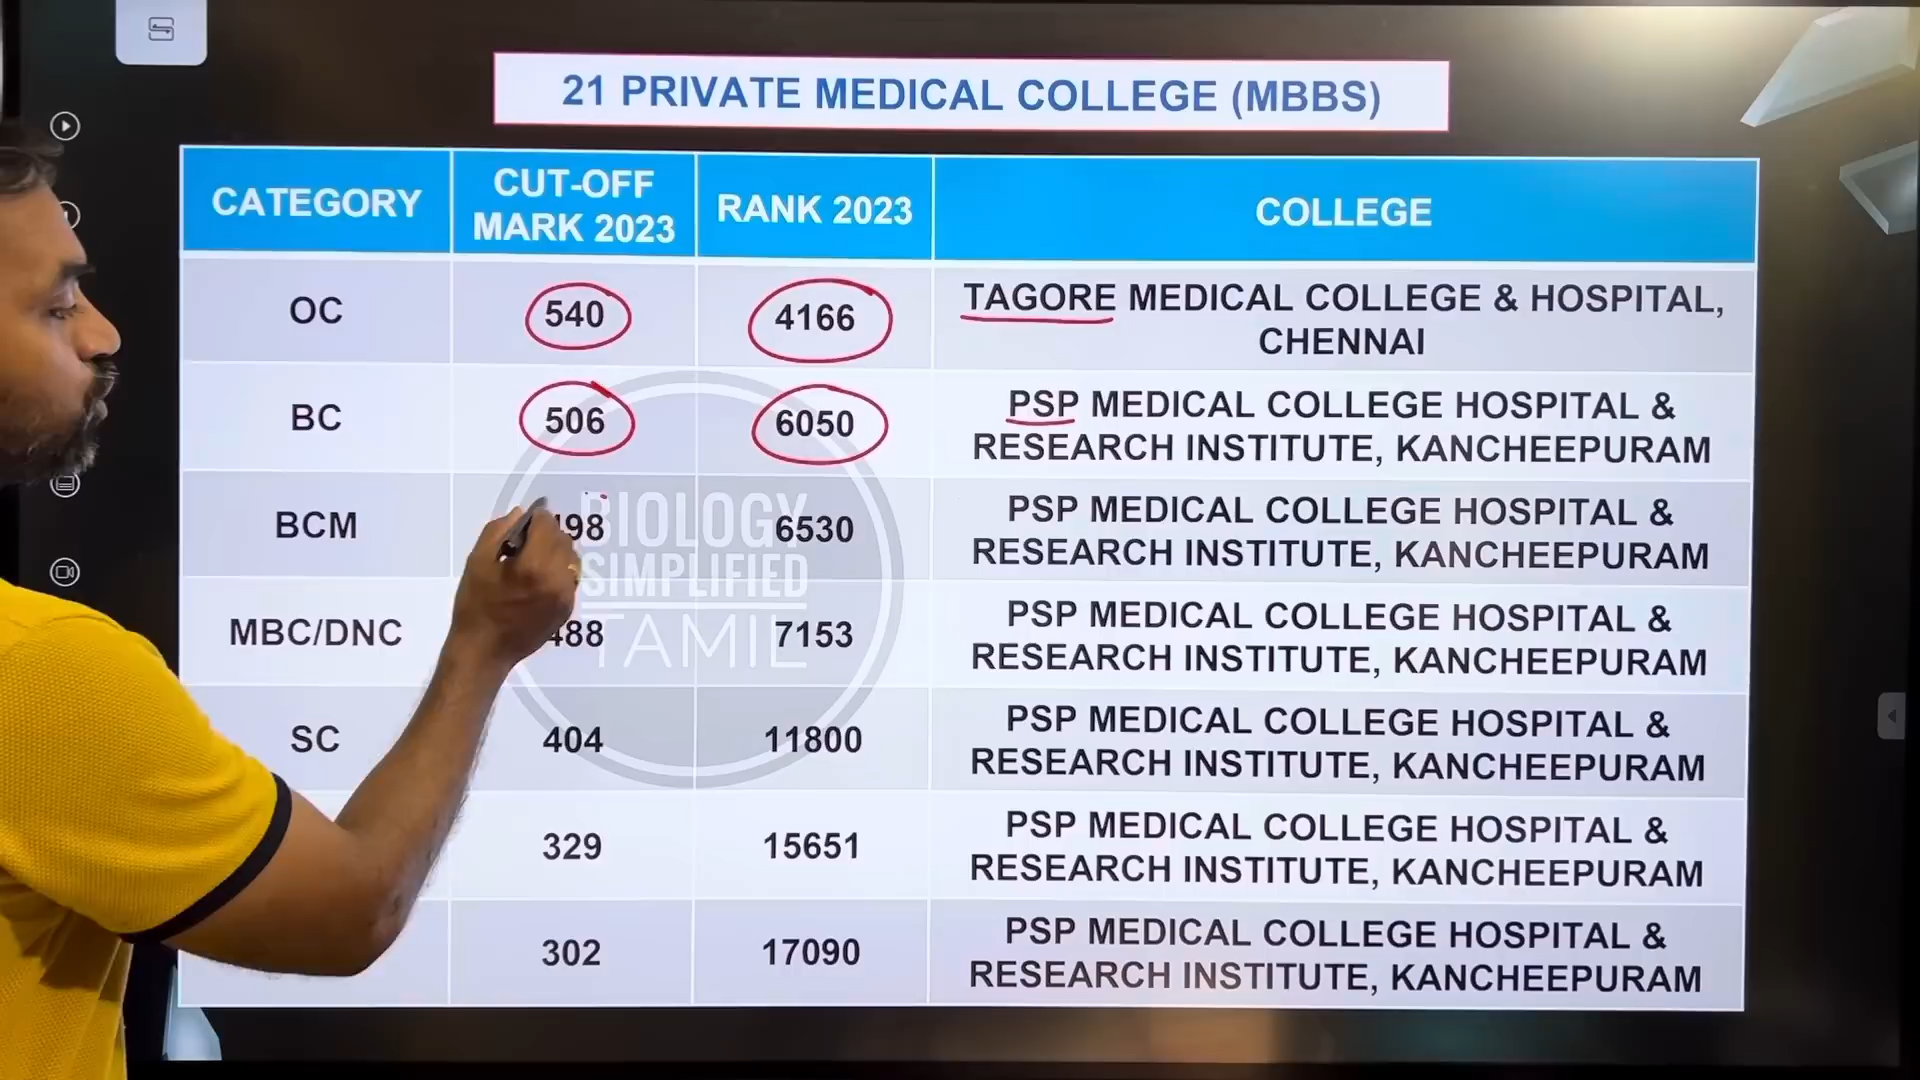 21 PRIVATE MEDICAL COLLEGE (MBBS)
CATEGORY
CUT-OFF
MARK 2023
RANK 2023
COLLEGE
OC
540
4166
TAGORE MEDICAL COLLEGE & HOSPITAL,
CHENNAI
BC
506
6050
PSP MEDICAL COLLEGE HOSPITAL &
RESEARCH INSTITUTE, KANCHEEPURAM
BCM
498
6530
PSP MEDICAL COLLEGE HOSPITAL &
RESEARCH INSTITUTE, KANCHEEPURAM
MBC/DNC
488
7153
PSP MEDICAL COLLEGE HOSPITAL &
RESEARCH INSTITUTE, KANCHEEPURAM
SC
404
11800
PSP MEDICAL COLLEGE HOSPITAL &
RESEARCH INSTITUTE, KANCHEEPURAM
329
15651
PSP MEDICAL COLLEGE HOSPITAL &
RESEARCH INSTITUTE, KANCHEEPURAM
302
17090
PSP MEDICAL COLLEGE HOSPITAL &
RESEARCH INSTITUTE, KANCHEEPURAM
BIOLOGY
SIMPLIFIED
TAMIL